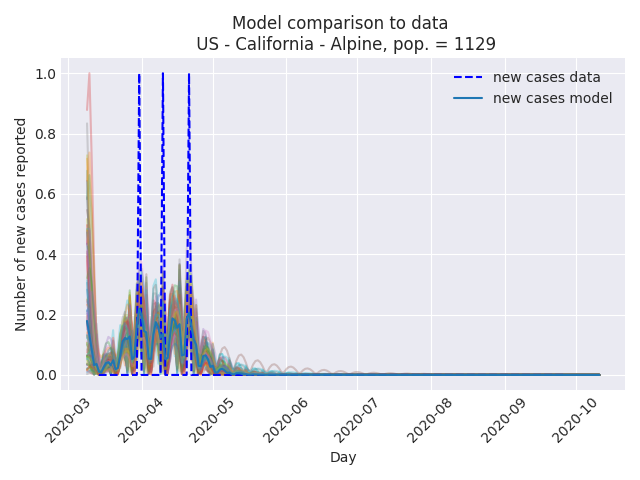 Model comparison to data
US - California - Alpine, pop. = 1129
new cases data
new cases model
Number of new cases reported
1.0
0.8
0.6
0.4
0.2
0.0
2020-03
2020-04
2020-05
2020-06
2020-07
2020-08
2020-09
2020-10
Day